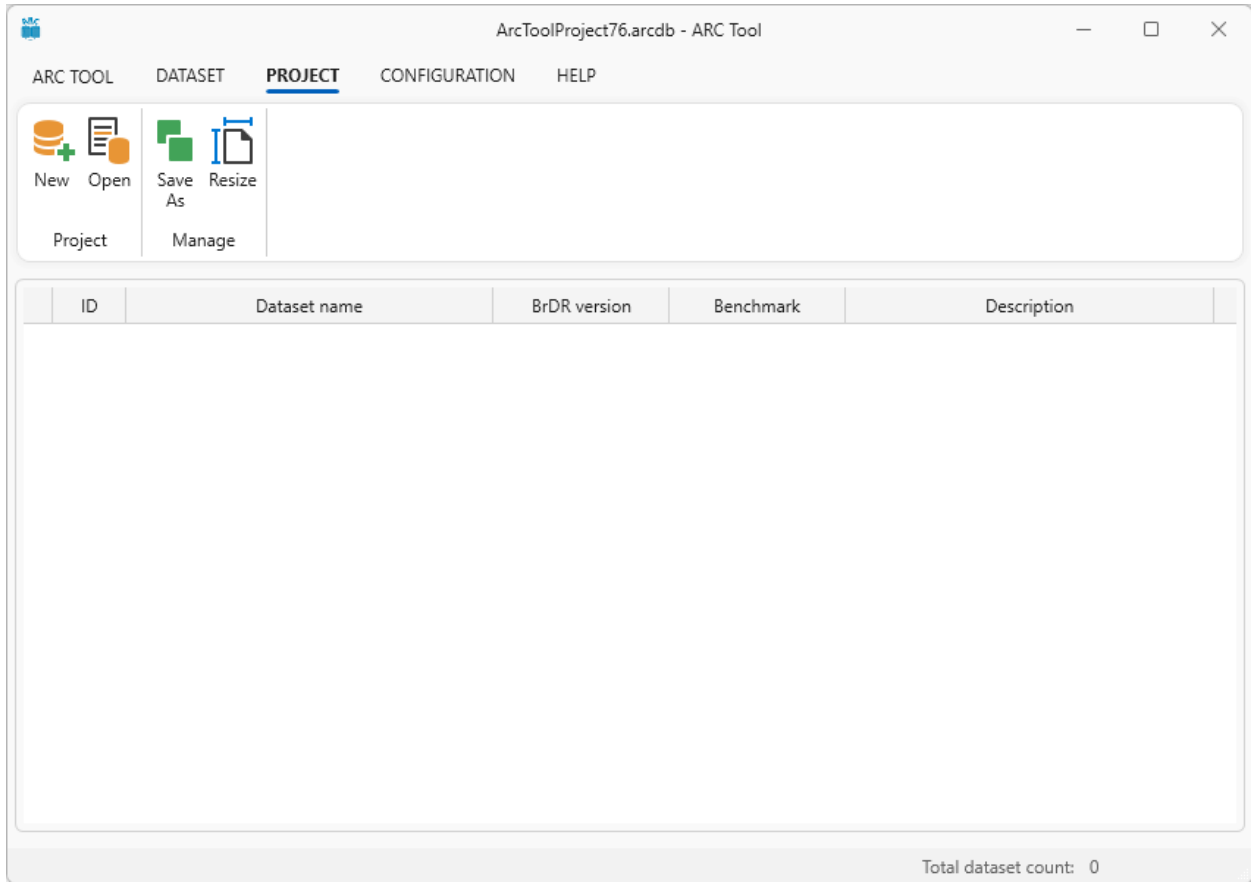 ArcToolProject76.arcdb - ARC Tool
ARC TOOL DATASET PROJECT CONFIGURATION HELP
New Open Save As Resize
Project Manage
ID Dataset name BrDR version Benchmark Description
Total dataset count: 0